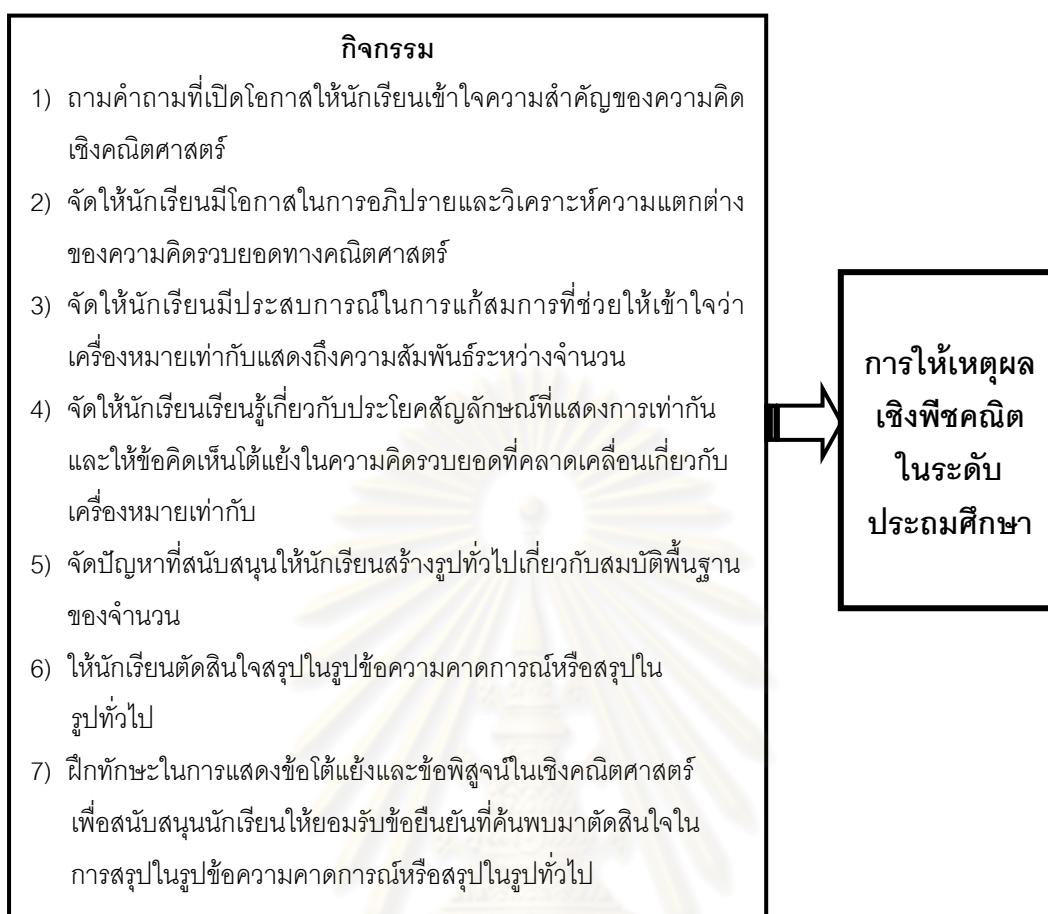 กิจกรรม
1) ถามคำถามที่เปิดโอกาสให้นักเรียนเข้าใจความสำคัญของความคิด
เชิงคณิตศาสตร์
2) จัดให้นักเรียนมีโอกาสในการอภิปรายและวิเคราะห์ความแตกต่าง
ของความคิดรวบยอดทางคณิตศาสตร์
3) จัดให้นักเรียนมีประสบการณ์ในการแก้สมการที่ช่วยให้เข้าใจว่า
เครื่องหมายเท่ากับแสดงถึงความสัมพันธ์ระหว่างจำนวน
4) จัดให้นักเรียนเรียนรู้เกี่ยวกับประโยคสัญลักษณ์ที่แสดงการเท่ากัน
และให้ข้อคิดเห็นโต้แย้งในความคิดรวบยอดที่คลาดเคลื่อนเกี่ยวกับ
เครื่องหมายเท่ากับ
5) จัดปัญหาที่สนับสนุนให้นักเรียนสร้างรูปทั่วไปเกี่ยวกับสมบัติพื้นฐาน
ของจำนวน
6) ให้นักเรียนตัดสินใจสรุปในรูปข้อความคาดการณ์หรือสรุปใน
รูปทั่วไป
7) ฝึกทักษะในการแสดงข้อโต้แย้งและข้อพิสูจน์ในเชิงคณิตศาสตร์
เพื่อสนับสนุนนักเรียนให้ยอมรับข้อยืนยันที่ค้นพบมาตัดสินใจใน
การสรุปในรูปข้อความคาดการณ์หรือสรุปในรูปทั่วไป
การให้เหตุผล
เชิงพีชคณิต
ในระดับ
ประถมศึกษา